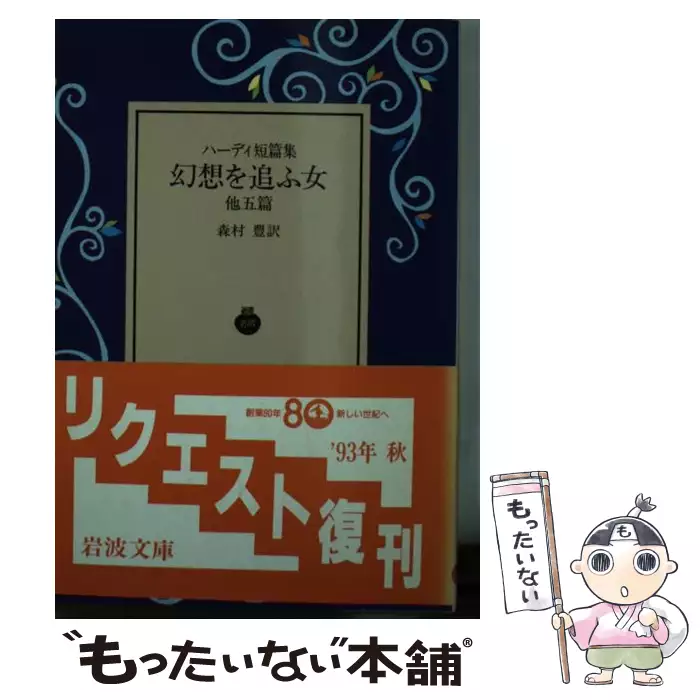 ハーディ短篇集
幻想を追ふ女
他五篇
森村 豊訳
創業80年 80 新しい世紀へ
リクエスト復刊
'93年 秋
岩波文庫
も
もったいない
"もったいない本舗®